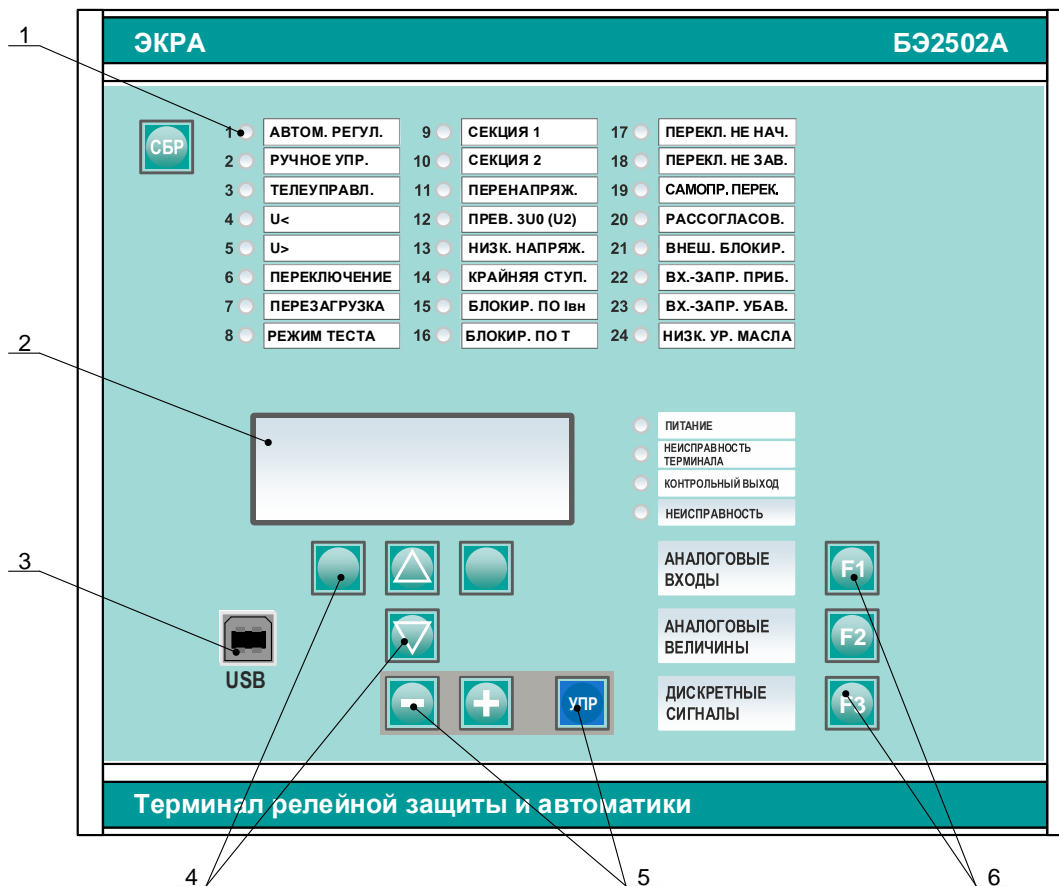 ЭКРА БЭ2502А
1
СБР
1 АВТОМ. РЕГУЛ.
2 РУЧНОЕ УПР.
3 ТЕЛЕУПРАВЛ.
4 U<
5 U>
6 ПЕРЕКЛЮЧЕНИЕ
7 ПЕРЕЗАГРУЗКА
8 РЕЖИМ ТЕСТА
9 СЕКЦИЯ 1
10 СЕКЦИЯ 2
11 ПЕРЕНАПРЯЖ.
12 ПРЕВ. 3U0 (U2)
13 НИЗК. НАПРЯЖ.
14 КРАЙНЯЯ СТУП.
15 БЛОКИР. ПО Iвн
16 БЛОКИР. ПО Т
17 ПЕРЕКЛ. НЕ НАЧ.
18 ПЕРЕКЛ. НЕ ЗАВ.
19 САМОПР. ПЕРЕК.
20 РАССОГЛАСОВ.
21 ВНЕШ. БЛОКИР.
22 ВХ.-ЗАПР. ПРИБ.
23 ВХ.-ЗАПР. УБАВ.
24 НИЗК. УР. МАСЛА
2
ПИТАНИЕ
НЕИСПРАВНОСТЬ
ТЕРМИНАЛА
КОНТРОЛЬНЫЙ ВЫХОД
НЕИСПРАВНОСТЬ
3
USB
АНАЛОГОВЫЕ
ВХОДЫ
F1
АНАЛОГОВЫЕ
ВЕЛИЧИНЫ
F2
УПР
ДИСКРЕТНЫЕ
СИГНАЛЫ
F3
Терминал релейной защиты и автоматики
4 5 6